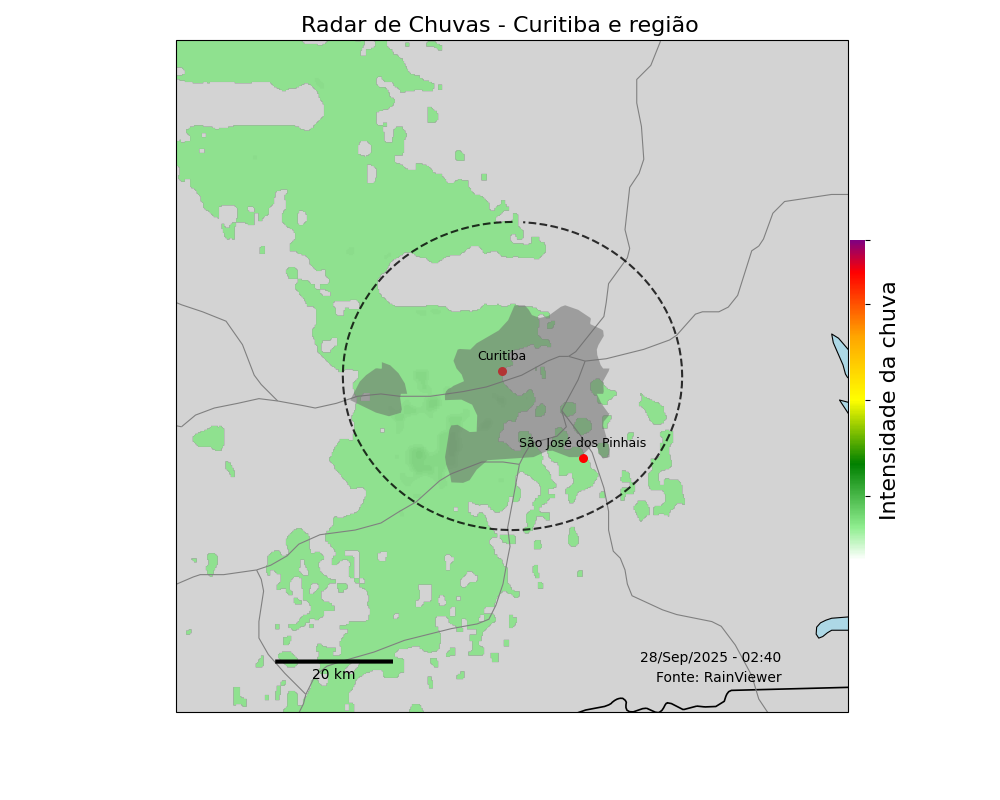 Radar de Chuvas - Curitiba e região
Curitiba
São José dos Pinhais
Intensidade da chuva
28/Sep/2025 - 02:40
20 km
Fonte: RainViewer